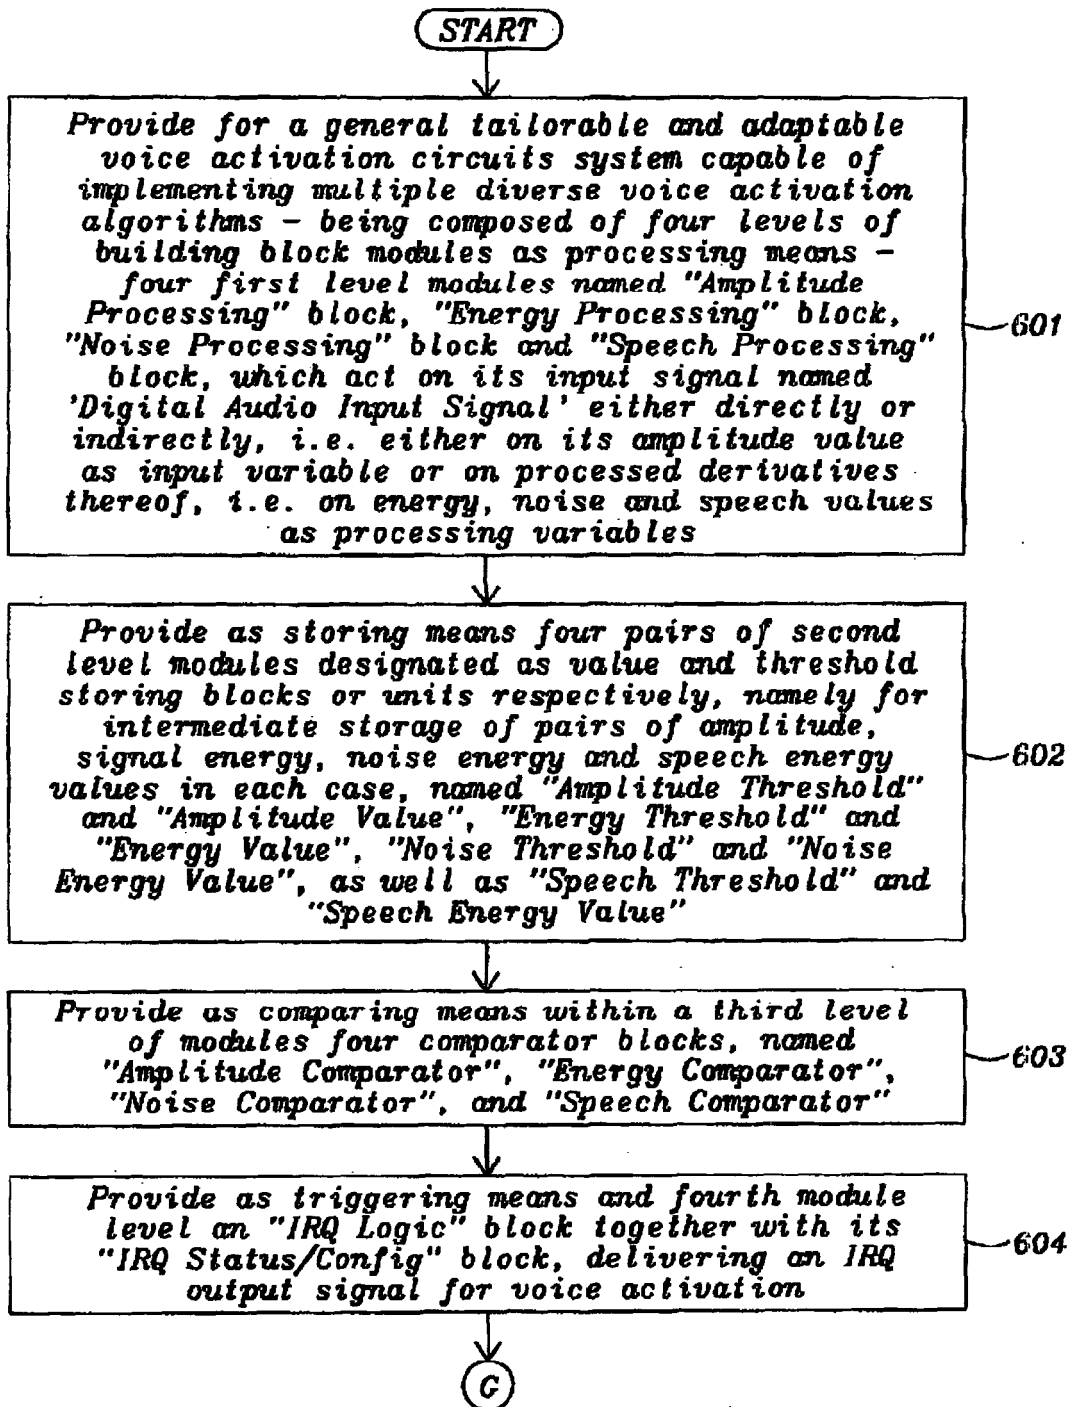 START
Provide for a general tailorable and adaptable
voice activation circuits system capable of
implementing multiple diverse voice activation
algorithms - being composed of four levels of
building block modules as processing means -
four first level modules named "Amplitude
Processing" block, "Energy Processing" block,
"Noise Processing" block and "Speech Processing"
block, which act on its input signal named
'Digital Audio Input Signal' either directly or
indirectly, i.e. either on its amplitude value
as input variable or on processed derivatives
thereof, i.e. on energy, noise and speech values
as processing variables
601
Provide as storing means four pairs of second
level modules designated as value and threshold
storing blocks or units respectively, namely for
intermediate storage of pairs of amplitude,
signal energy, noise energy and speech energy
values in each case, named "Amplitude Threshold"
and "Amplitude Value", "Energy Threshold" and
"Energy Value", "Noise Threshold" and "Noise
Energy Value", as well as "Speech Threshold" and
"Speech Energy Value"
602
Provide as comparing means within a third level
of modules four comparator blocks, named
"Amplitude Comparator", "Energy Comparator",
"Noise Comparator", and "Speech Comparator"
603
Provide as triggering means and fourth module
level an "IRQ Logic" block together with its
"IRQ Status/Config" block, delivering an IRQ
output signal for voice activation
604
G